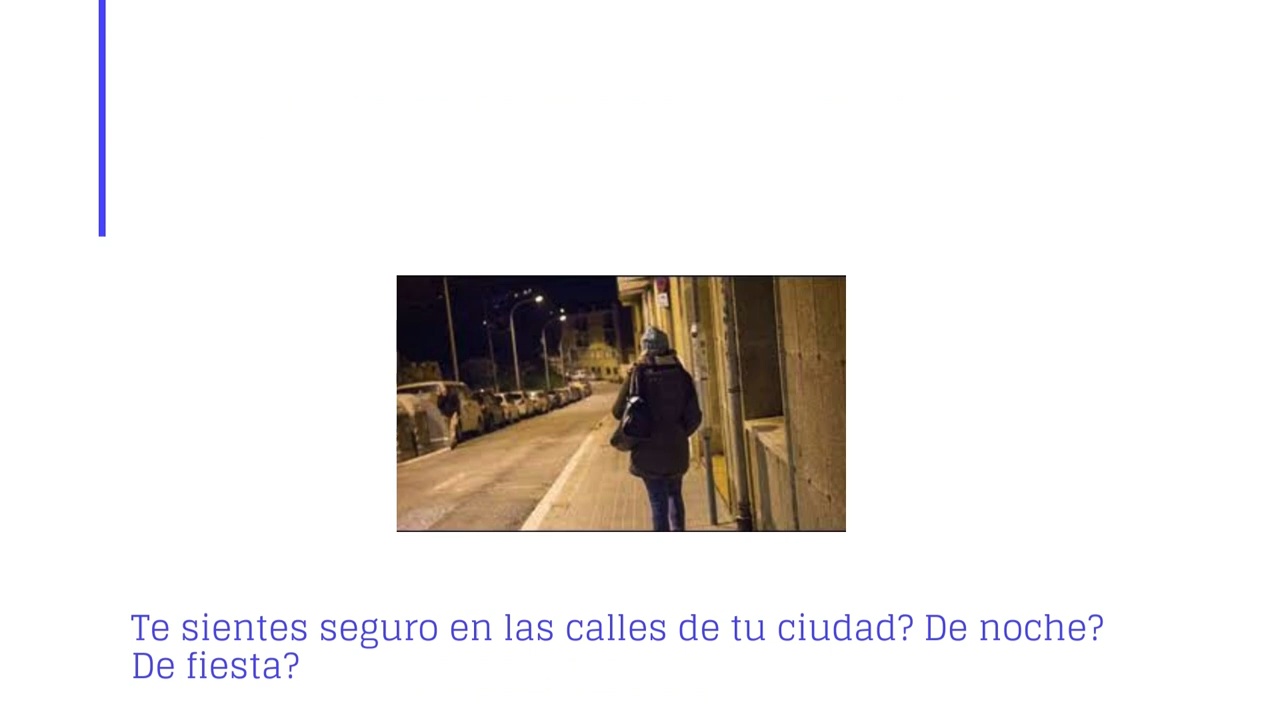 Te sientes seguro en las calles de tu ciudad? De noche?
De fiesta?